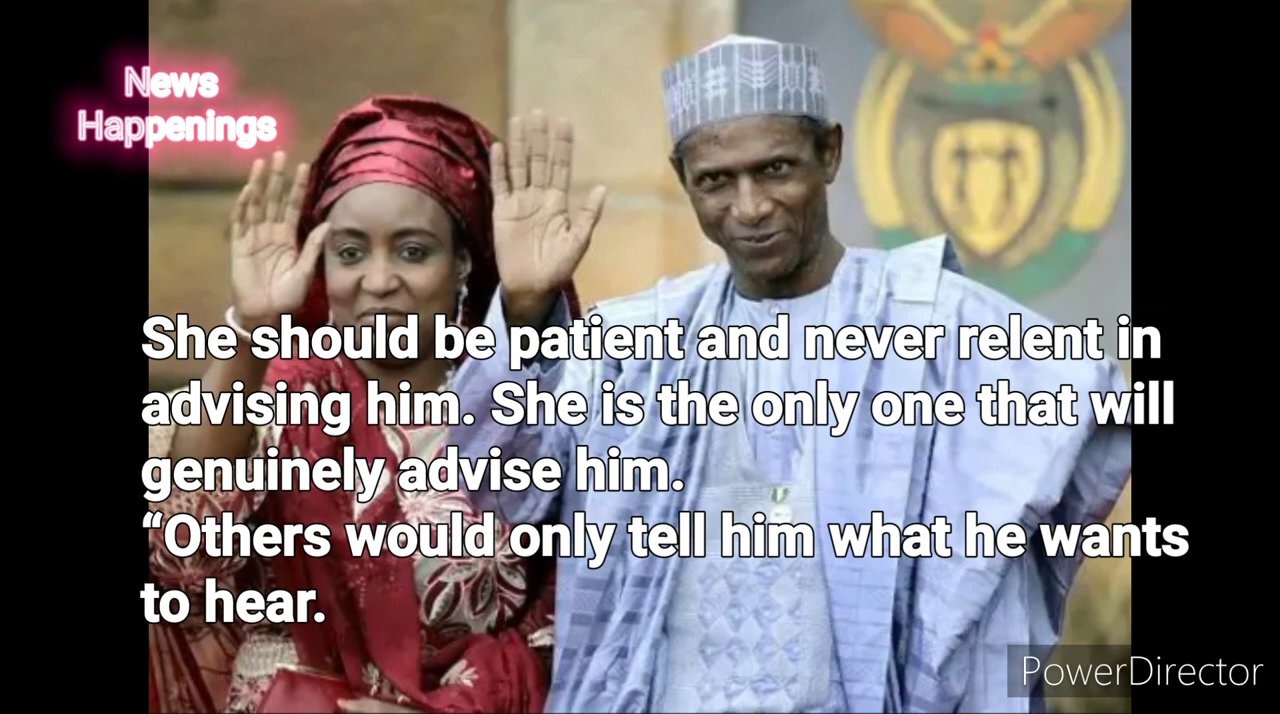 News
Happenings
She should be patient and never relent in
advising him. She is the only one that will
genuinely advise him.
“Others would only tell him what he wants
to hear.
PowerDirector